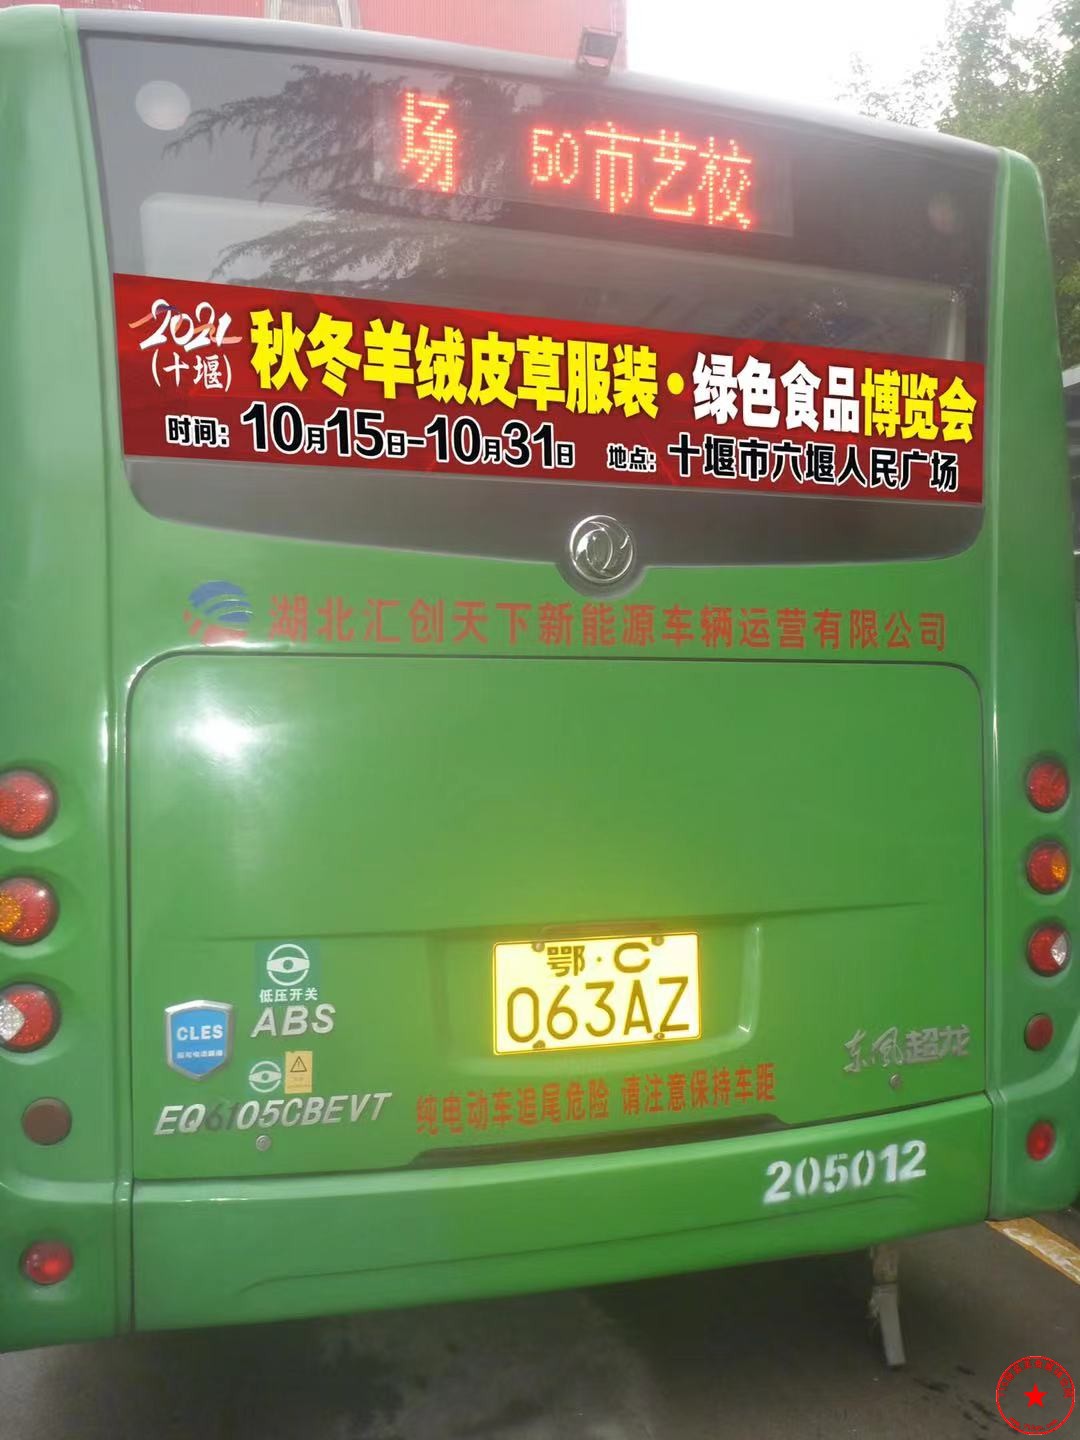 场 50市艺校
2021
(十堰)
秋冬羊绒皮草服装·绿色食品博览会
时间：10月15日-10月31日 地点：十堰市六堰人民广场
湖北汇创天下新能源车辆运营有限公司
鄂·C
063AZ
低压开关
ABS
CLES
东风超龙
EQ6105CBEVT
纯电动车追尾危险 请注意保持车距
205012